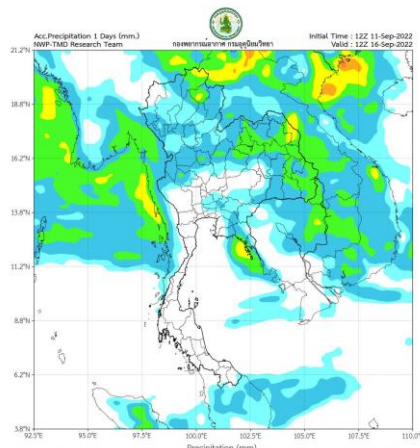 Acc.Precipitation 1 Days (mm.)
NWP-TMD Research Team
กองพยากรณ์อากาศ กรมอุตุนิยมวิทยา
Initial Time : 12Z 11-Sep-2022
Valid : 12Z 16-Sep-2022
21.2°N
18.8°N
16.2°N
13.8°N
11.2°N
8.8°N
6.2°N
3.8°N
92.5°E 95.0°E 97.5°E 100.0°E 102.5°E 105.0°E 107.5°E 110.
Precipitation (mm)